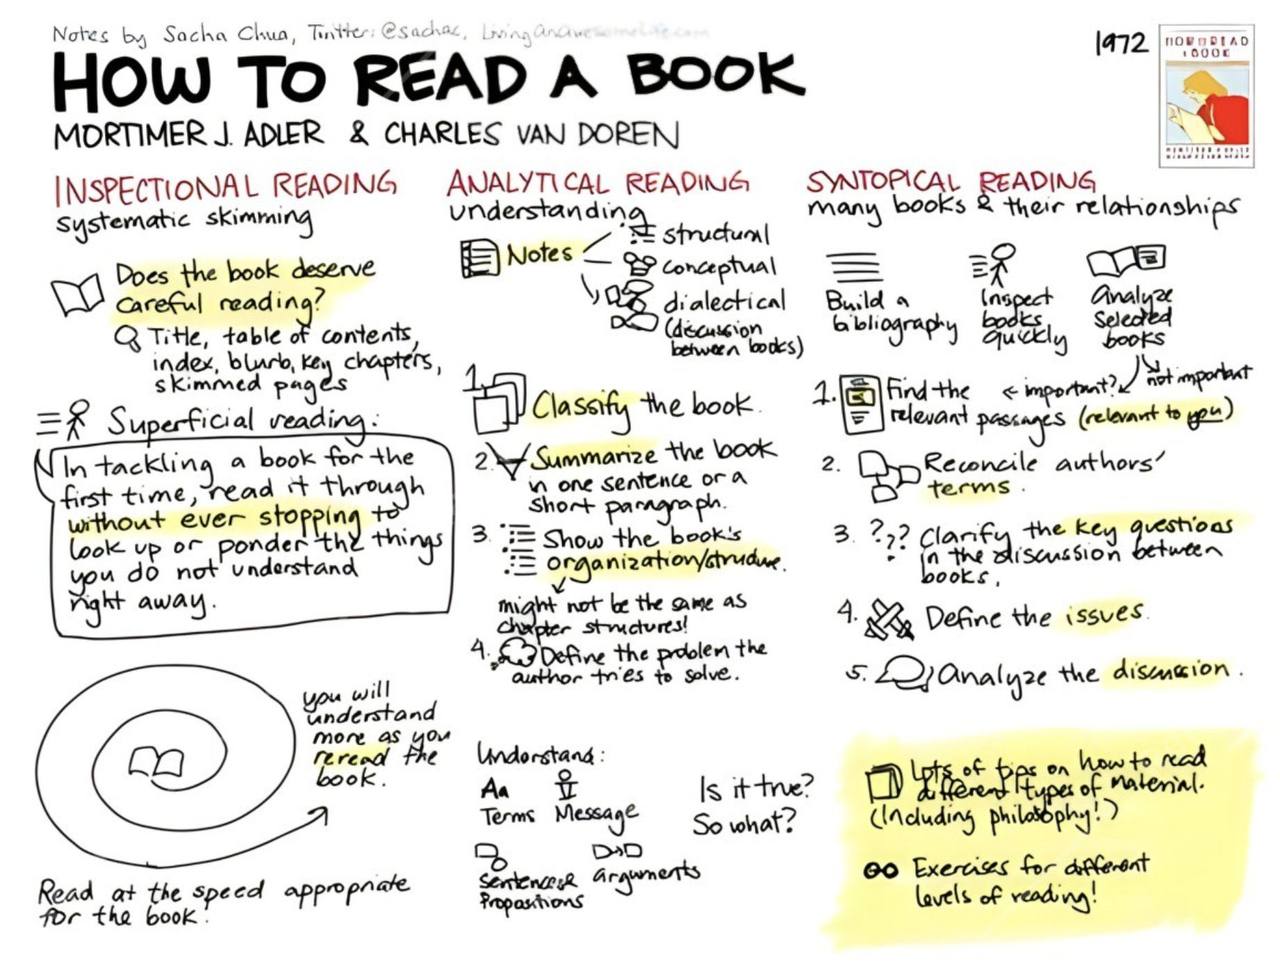 Notes by Sacha Chua, Twitter: @sachac, LivingAnAwesomeLife.com
HOW TO READ A BOOK
MORTIMER J. ADLER & CHARLES VAN DOREN
1972
INSPECTIONAL READING
systematic skimming
Does the book deserve
careful reading?
Title, table of contents,
index, blurb, key chapters,
skimmed pages
Superficial reading:
In tackling a book for the
first time, read it through
without ever stopping to
look up or ponder the things
you do not understand
right away.
you will
understand
more as you
reread the
book.
Read at the speed appropriate
for the book!
ANALYTICAL READING
understanding
Notes
structural
conceptual
dialectical
(discussion
between books)
1.
Classify the book.
2. Summarize the book
in one sentence or a
short paragraph.
3. Show the book's
organization/structure.
might not be the same as
chapter structures!
4. Define the problem the
author tries to solve.
Understand:
Aa
Terms Message
Sentences &
Propositions
arguments
Is it true?
So what?
SYNTOPICAL READING
many books & their relationships
Build a
bibliography
Inspect
books
quickly
Analyze
selected
books
1. Find the ← important? not important
relevant passages (relevant to you)
2. Reconcile authors'
terms.
3. ??? Clarify the key questions
in the discussion between
books.
4. Define the issues.
5. Analyze the discussion.
Lots of tips on how to read
different types of material.
(Including philosophy!)
Exercises for different
levels of reading!